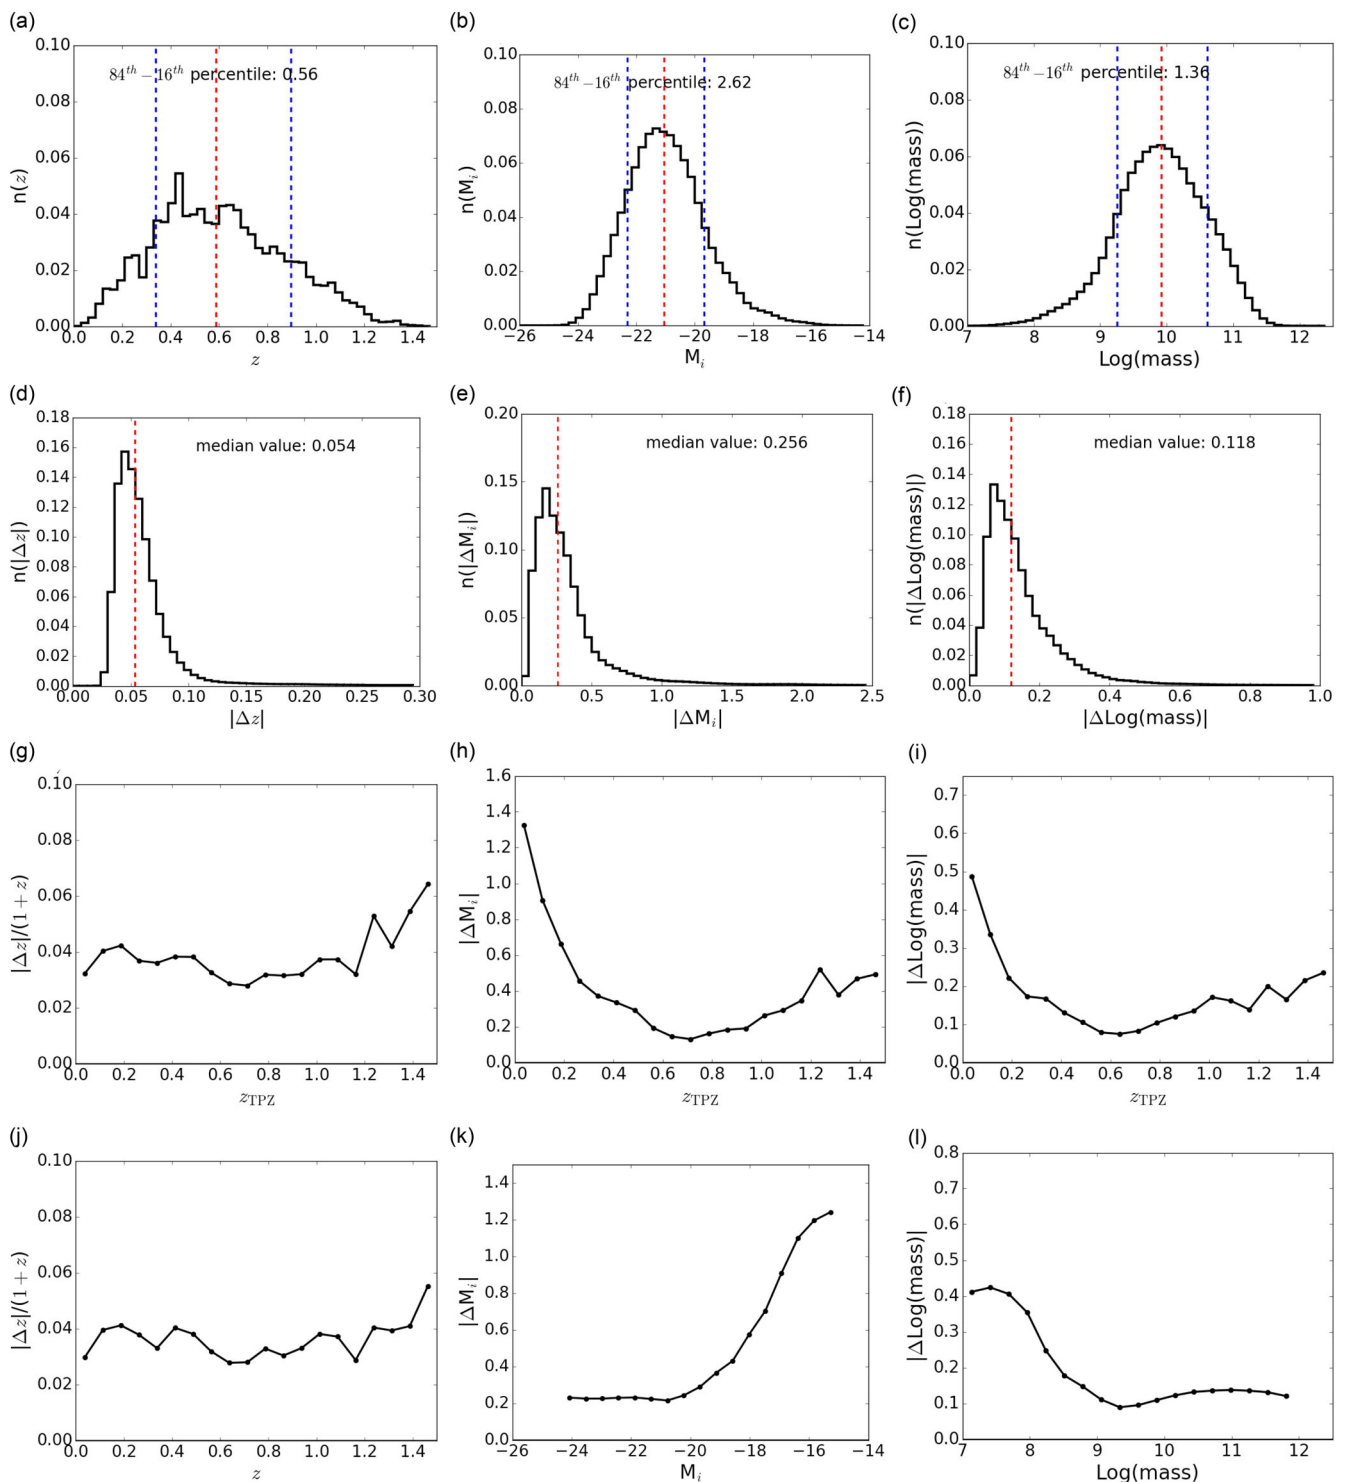 (a)
0.10
0.08
0.06
0.04
0.02
0.00
n(z)
84th − 16th percentile: 0.56
0.0 0.2 0.4 0.6 0.8 1.0 1.2 1.4
z
(b)
0.10
0.08
0.06
0.04
0.02
0.00
n(Mi)
84th − 16th percentile: 2.62
−26 −24 −22 −20 −18 −16 −14
Mi
(c)
0.10
0.08
0.06
0.04
0.02
0.00
n(Log(mass))
84th − 16th percentile: 1.36
7 8 9 10 11 12
Log(mass)
(d)
0.18
0.16
0.14
0.12
0.10
0.08
0.06
0.04
0.02
0.00
n(|Δz|)
median value: 0.054
0.00 0.05 0.10 0.15 0.20 0.25 0.30
|Δz|
(e)
0.20
0.15
0.10
0.05
0.00
n(|ΔMi|)
median value: 0.256
0.0 0.5 1.0 1.5 2.0 2.5
|ΔMi|
(f)
0.18
0.16
0.14
0.12
0.10
0.08
0.06
0.04
0.02
0.00
n(|ΔLog(mass)|)
median value: 0.118
0.0 0.2 0.4 0.6 0.8 1.0
|ΔLog(mass)|
(g)
0.10
0.08
0.06
0.04
0.02
0.00
|Δz|/(1 + z)
0.0 0.2 0.4 0.6 0.8 1.0 1.2 1.4
zTPZ
(h)
1.6
1.4
1.2
1.0
0.8
0.6
0.4
0.2
0.0
|ΔMi|
0.0 0.2 0.4 0.6 0.8 1.0 1.2 1.4
zTPZ
(i)
0.7
0.6
0.5
0.4
0.3
0.2
0.1
0.0
|ΔLog(mass)|
0.0 0.2 0.4 0.6 0.8 1.0 1.2 1.4
zTPZ
(j)
0.10
0.08
0.06
0.04
0.02
0.00
|Δz|/(1 + z)
0.0 0.2 0.4 0.6 0.8 1.0 1.2 1.4
z
(k)
1.4
1.2
1.0
0.8
0.6
0.4
0.2
0.0
|ΔMi|
−26 −24 −22 −20 −18 −16 −14
Mi
(l)
0.8
0.7
0.6
0.5
0.4
0.3
0.2
0.1
0.0
|ΔLog(mass)|
7 8 9 10 11 12
Log(mass)